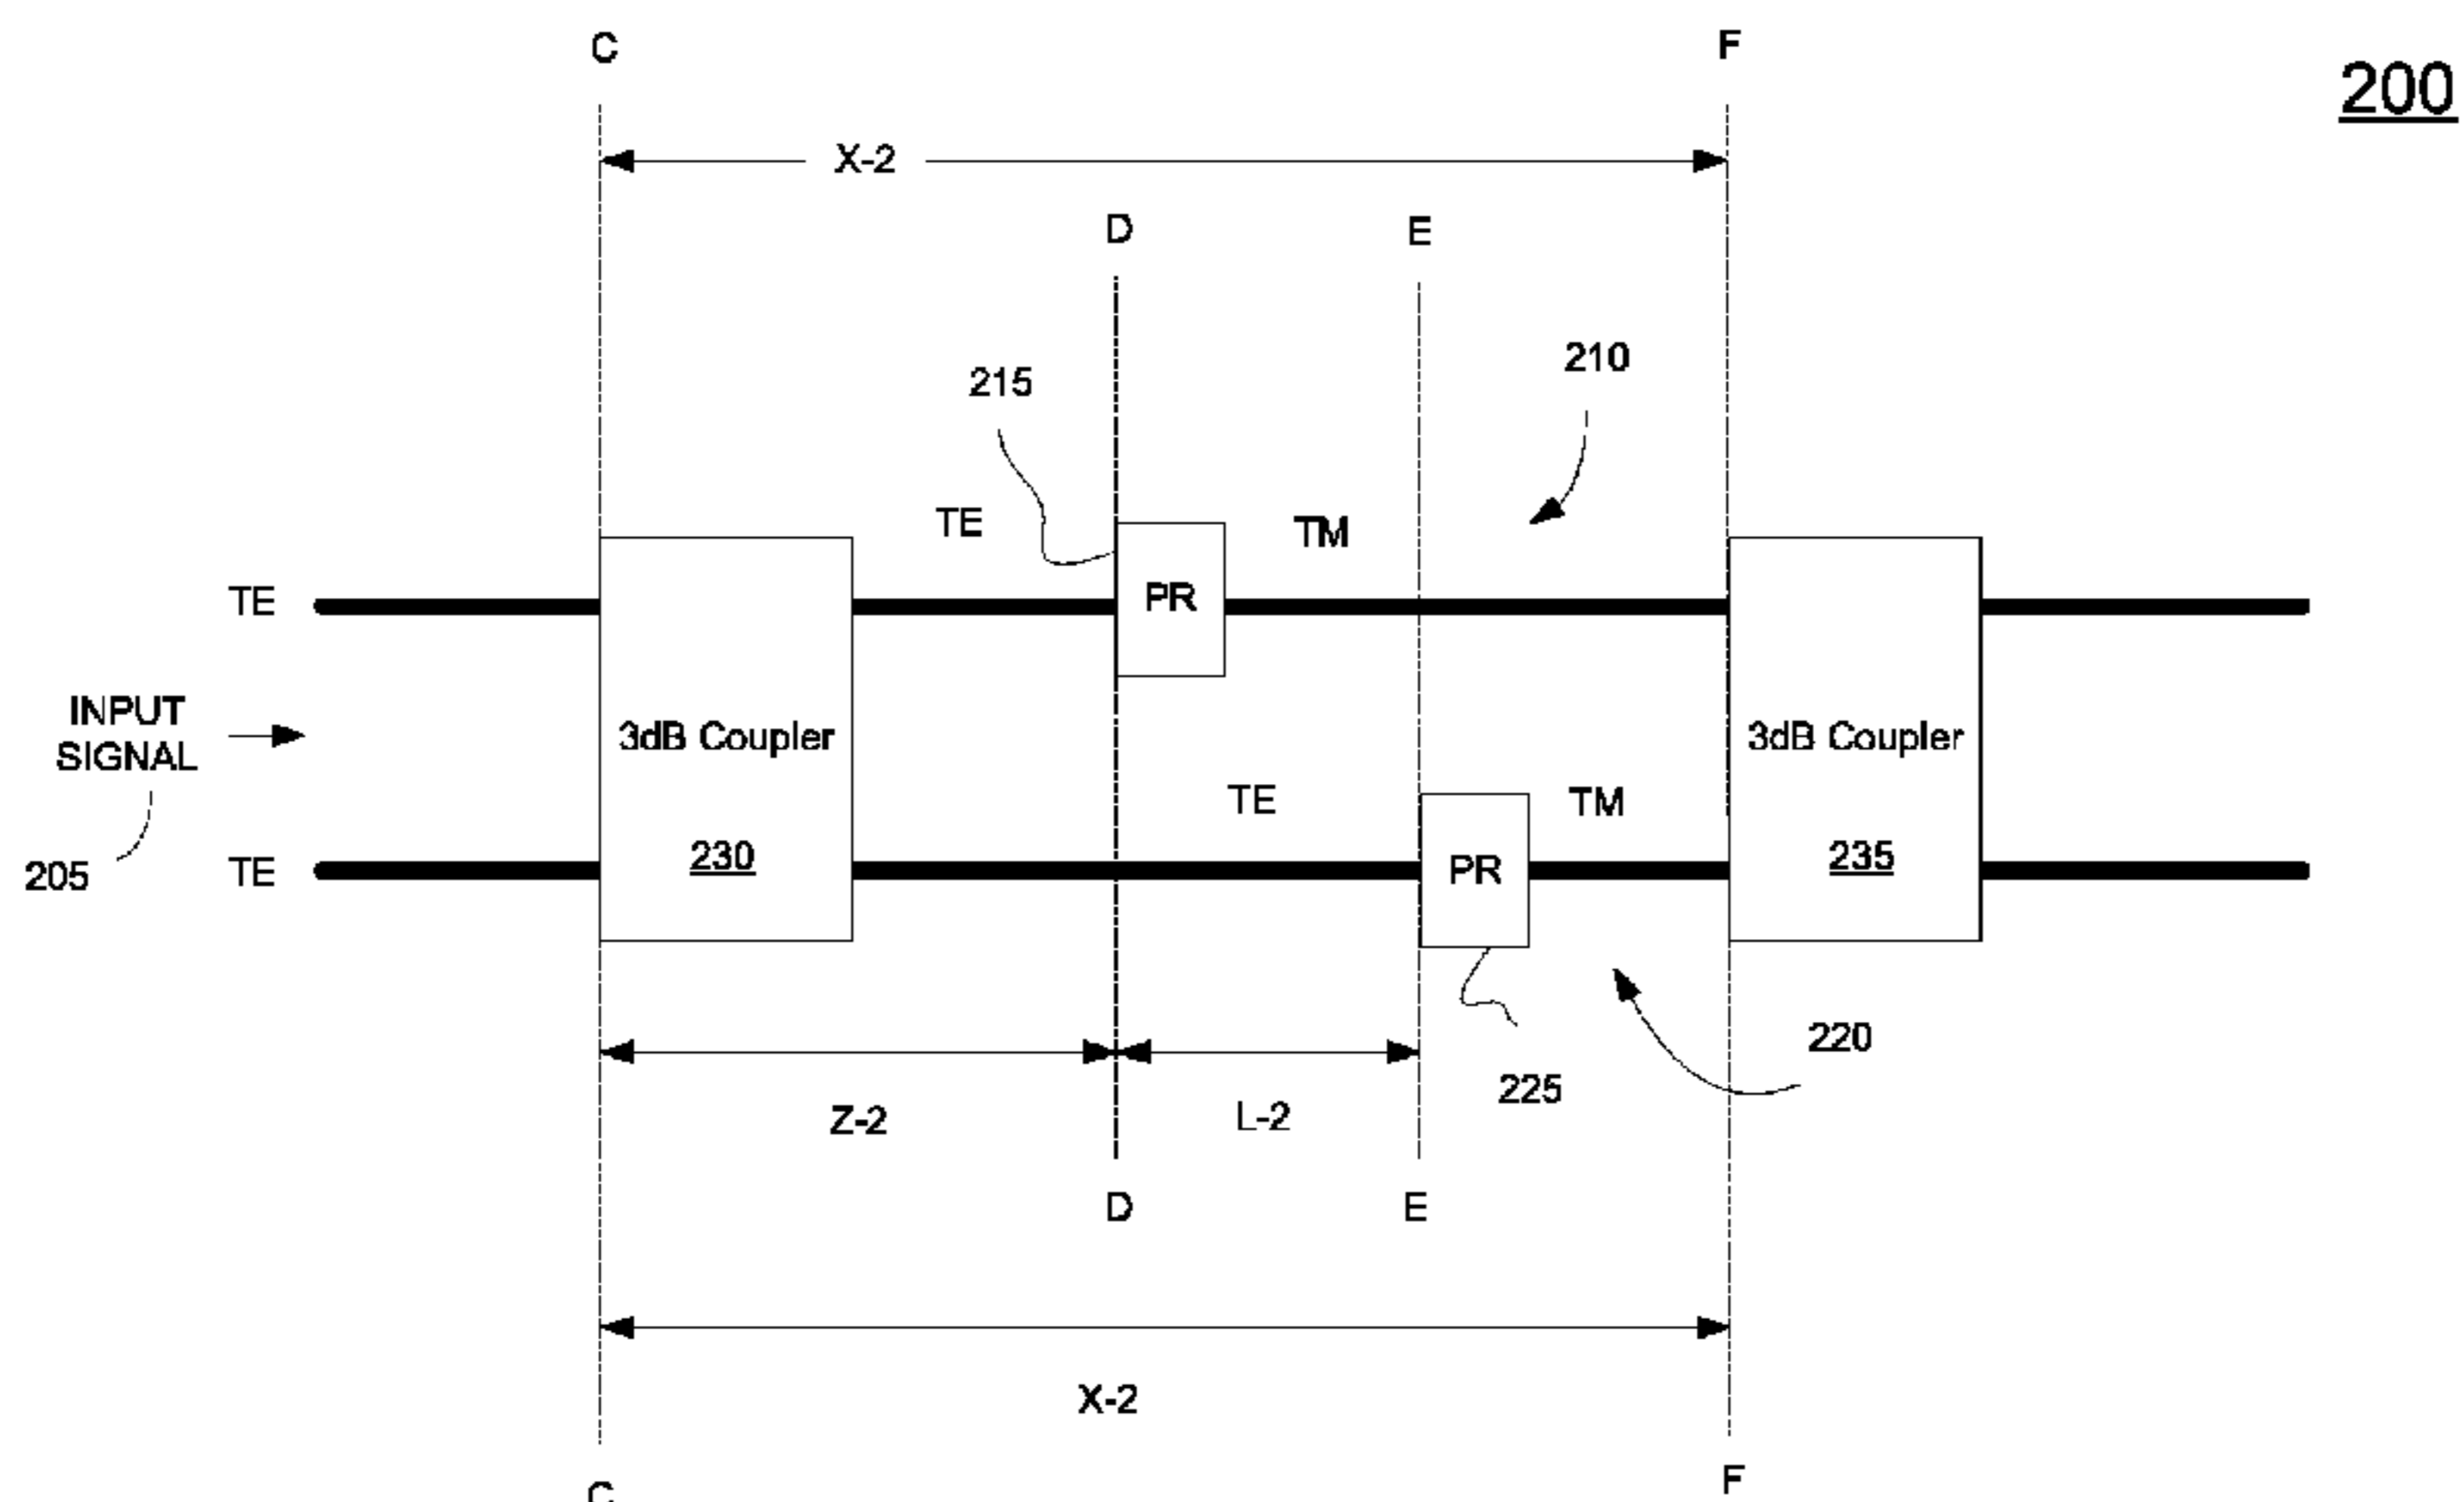 C
F
200
X-2
D
E
210
215
TE
TM
TE
PR
INPUT
SIGNAL
3dB Coupler
3dB Coupler
TE
TM
230
235
205
TE
PR
220
225
Z-2
L-2
D
E
X-2
C
F